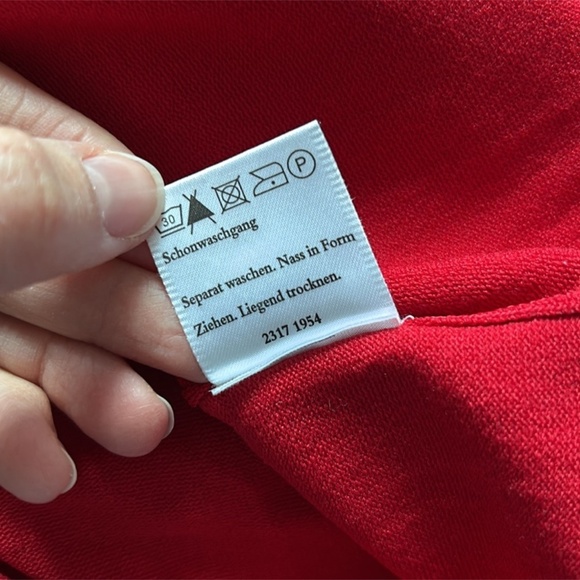 30
P
Schonwaschgang
Separat waschen. Nass in Form
Ziehen. Liegend trocknen.
2317 1954